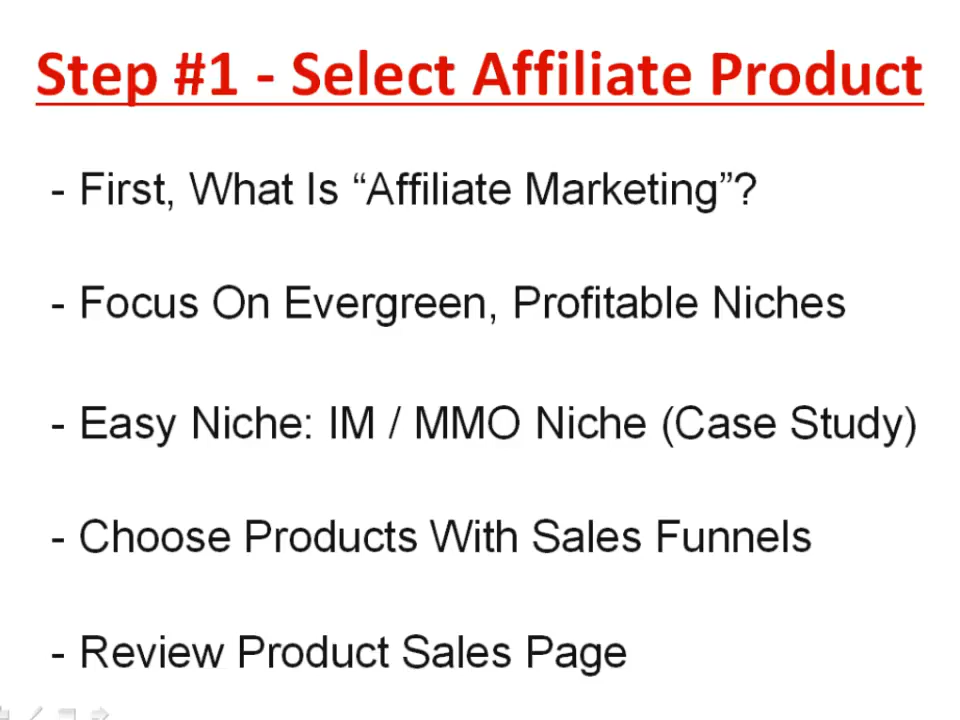 Step #1 - Select Affiliate Product
- First, What Is “Affiliate Marketing”?
- Focus On Evergreen, Profitable Niches
- Easy Niche: IM / MMO Niche (Case Study)
- Choose Products With Sales Funnels
- Review Product Sales Page